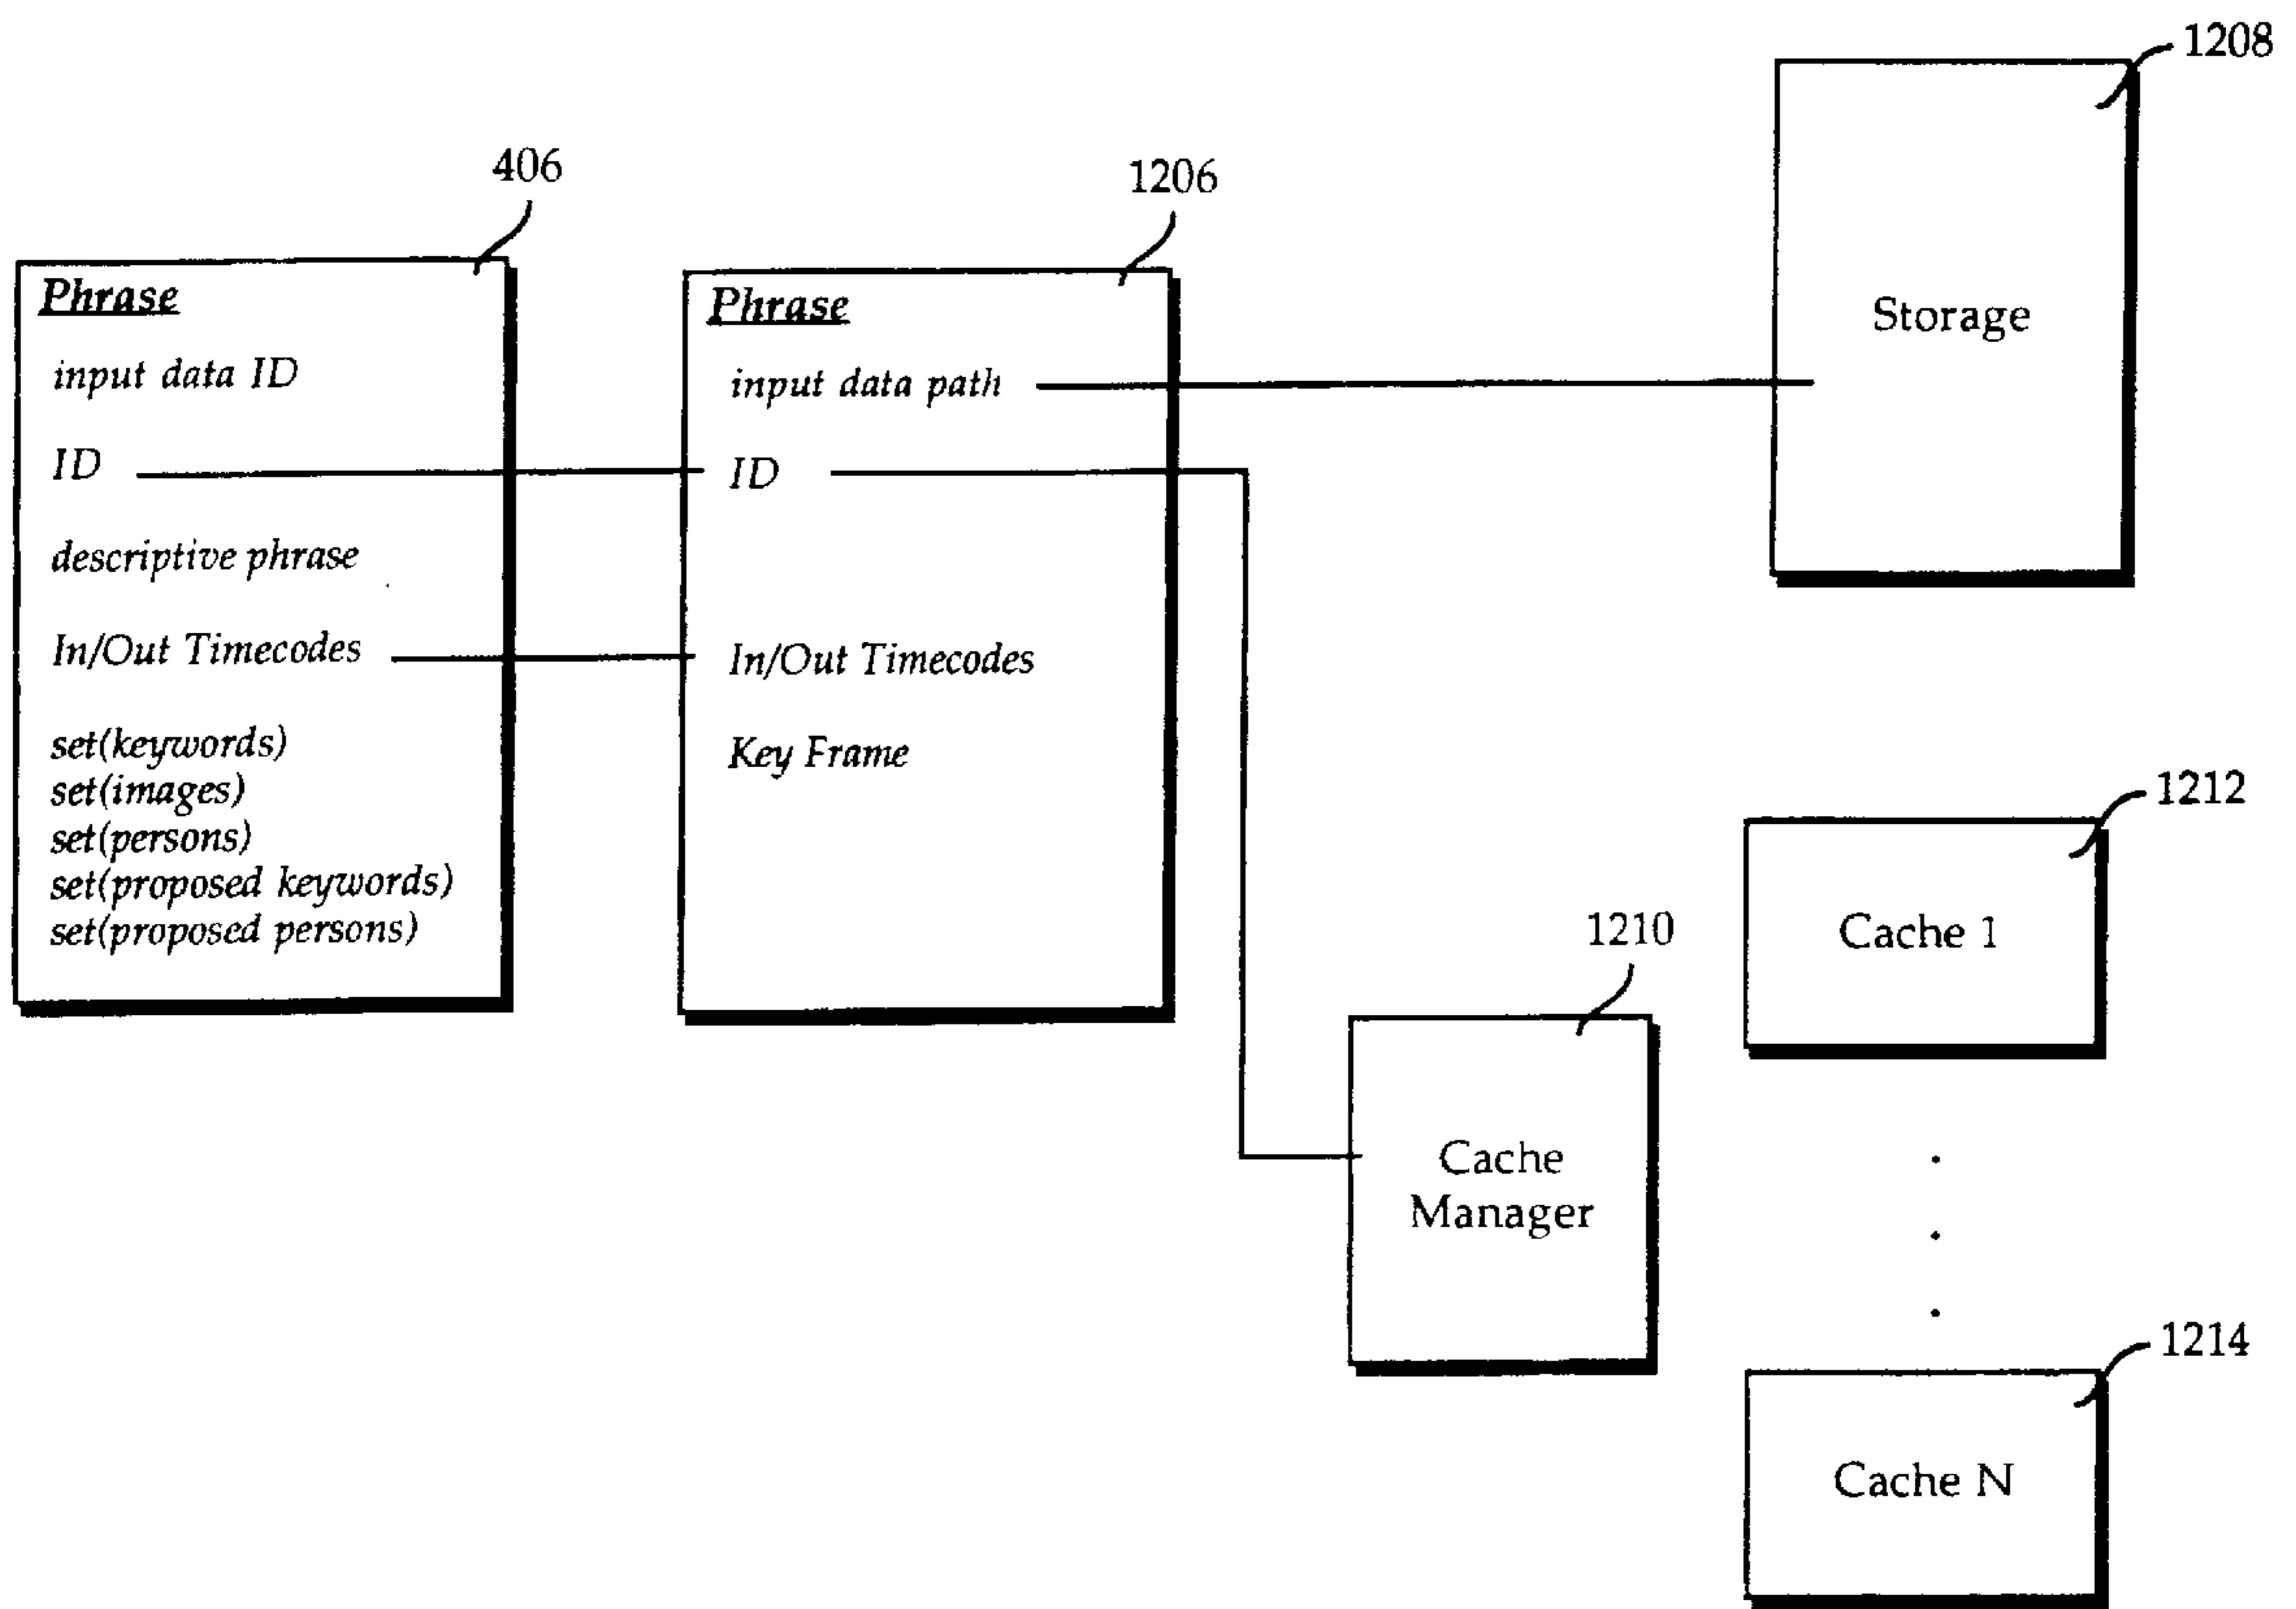 1208
406
1206
Phrase
input data ID
ID
descriptive phrase
In/Out Timecodes
set(keywords)
set(images)
set(persons)
set(proposed keywords)
set(proposed persons)
Phrase
input data path
ID
In/Out Timecodes
Key Frame
Storage
1212
Cache 1
1210
Cache
Manager
1214
Cache N